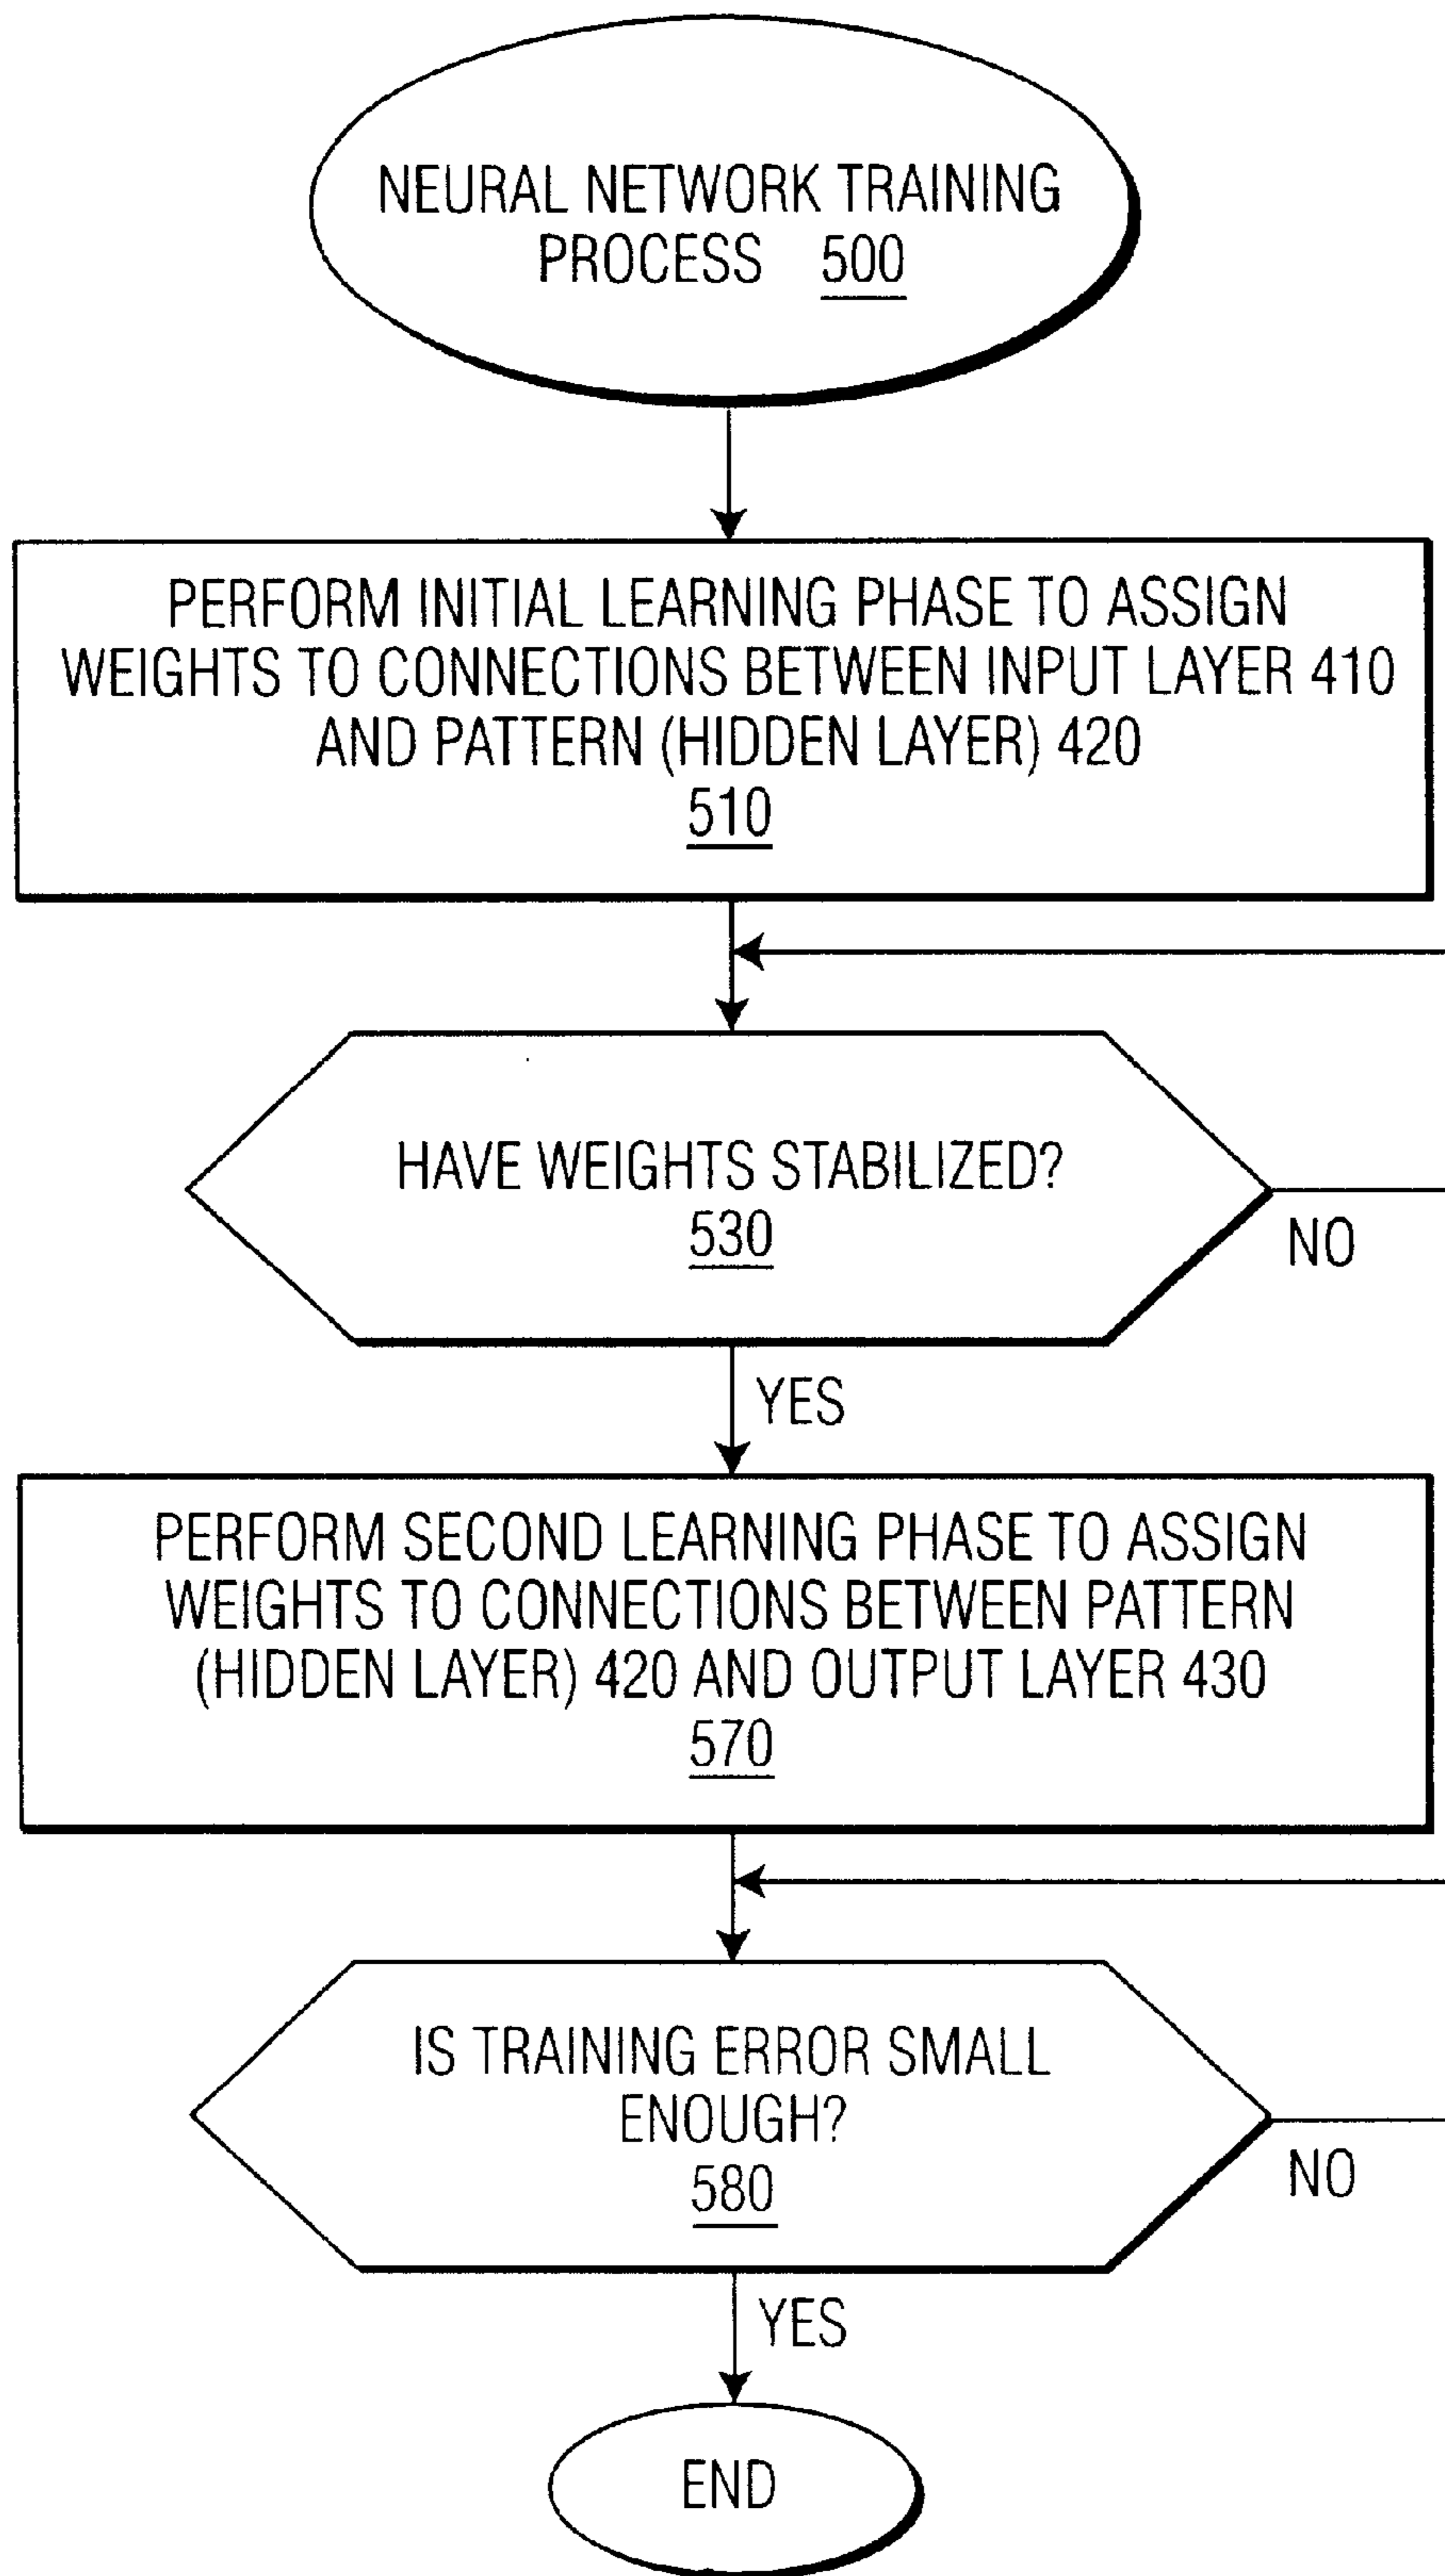 NEURAL NETWORK TRAINING
PROCESS 500
PERFORM INITIAL LEARNING PHASE TO ASSIGN
WEIGHTS TO CONNECTIONS BETWEEN INPUT LAYER 410
AND PATTERN (HIDDEN LAYER) 420
510
HAVE WEIGHTS STABILIZED?
530
NO
YES
PERFORM SECOND LEARNING PHASE TO ASSIGN
WEIGHTS TO CONNECTIONS BETWEEN PATTERN
(HIDDEN LAYER) 420 AND OUTPUT LAYER 430
570
IS TRAINING ERROR SMALL
ENOUGH?
580
NO
YES
END